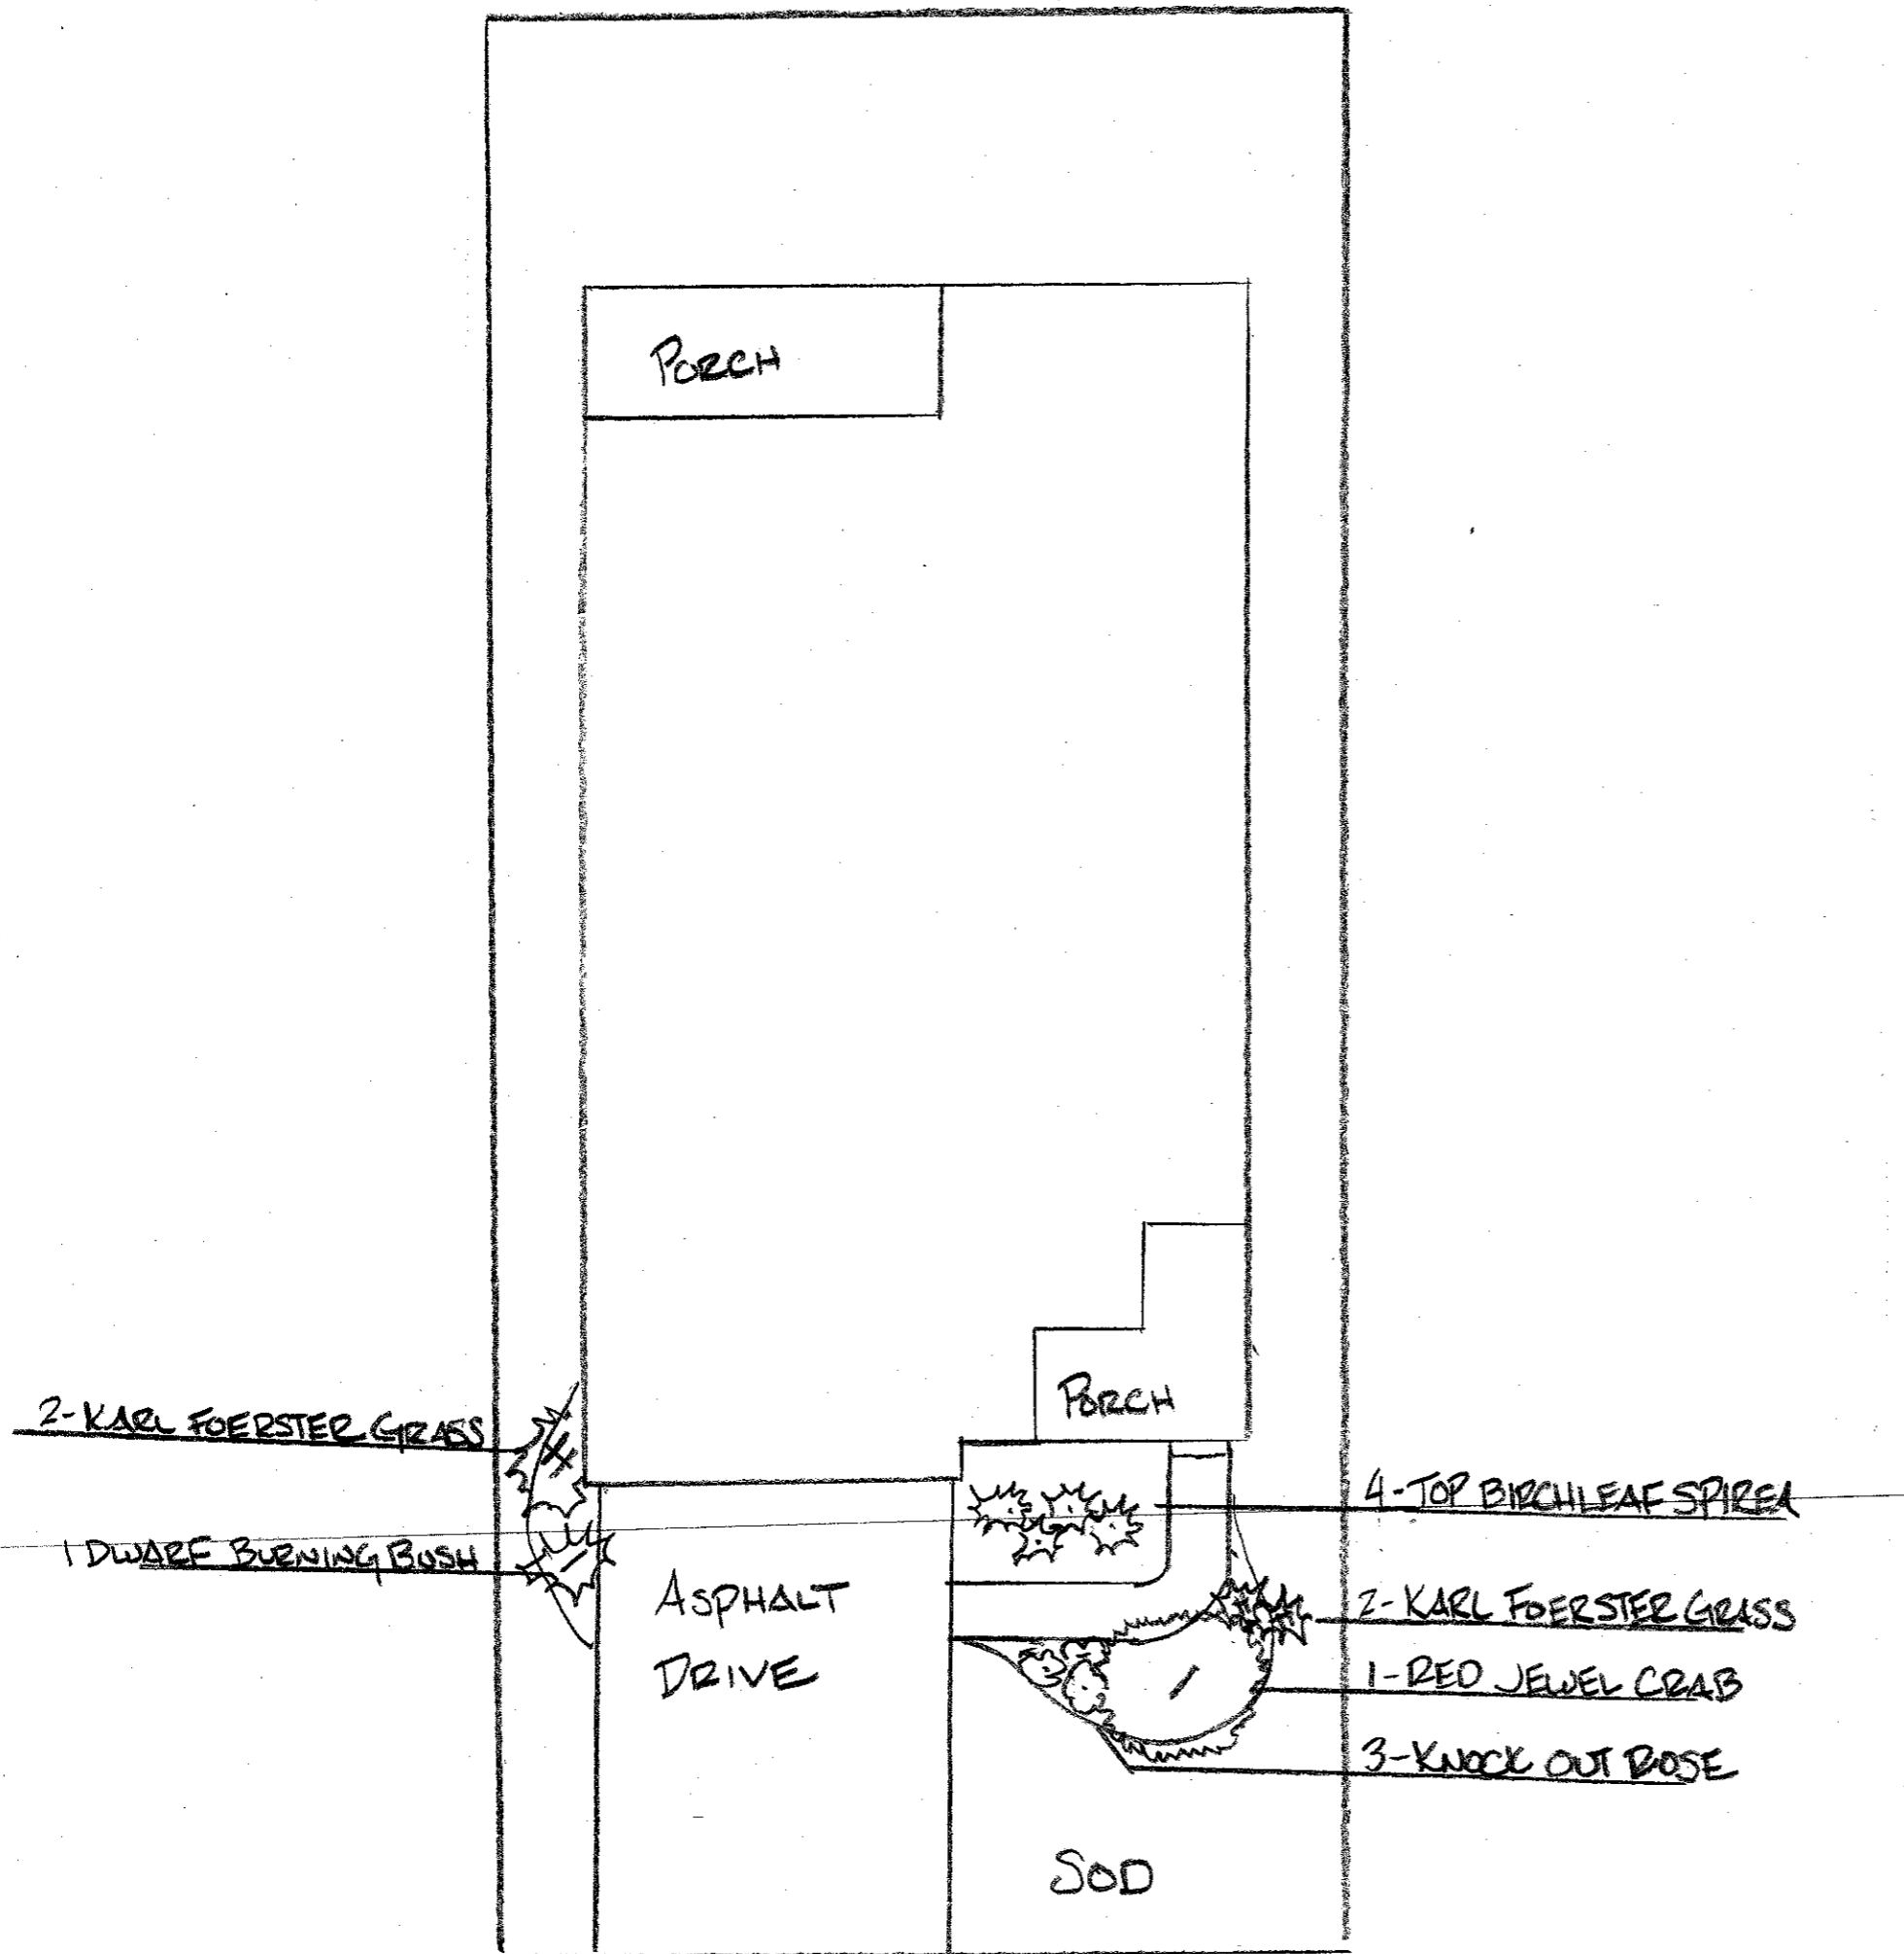 PORCH
PORCH
2-KARL FOERSTER GRASS
4-TOP BIRCHLEAF SPIREA
1 DWARF BURNING BUSH
ASPHALT
DRIVE
2-KARL FOERSTER GRASS
1-RED JEWEL CRAB
3-KNOCK OUT ROSE
SOD